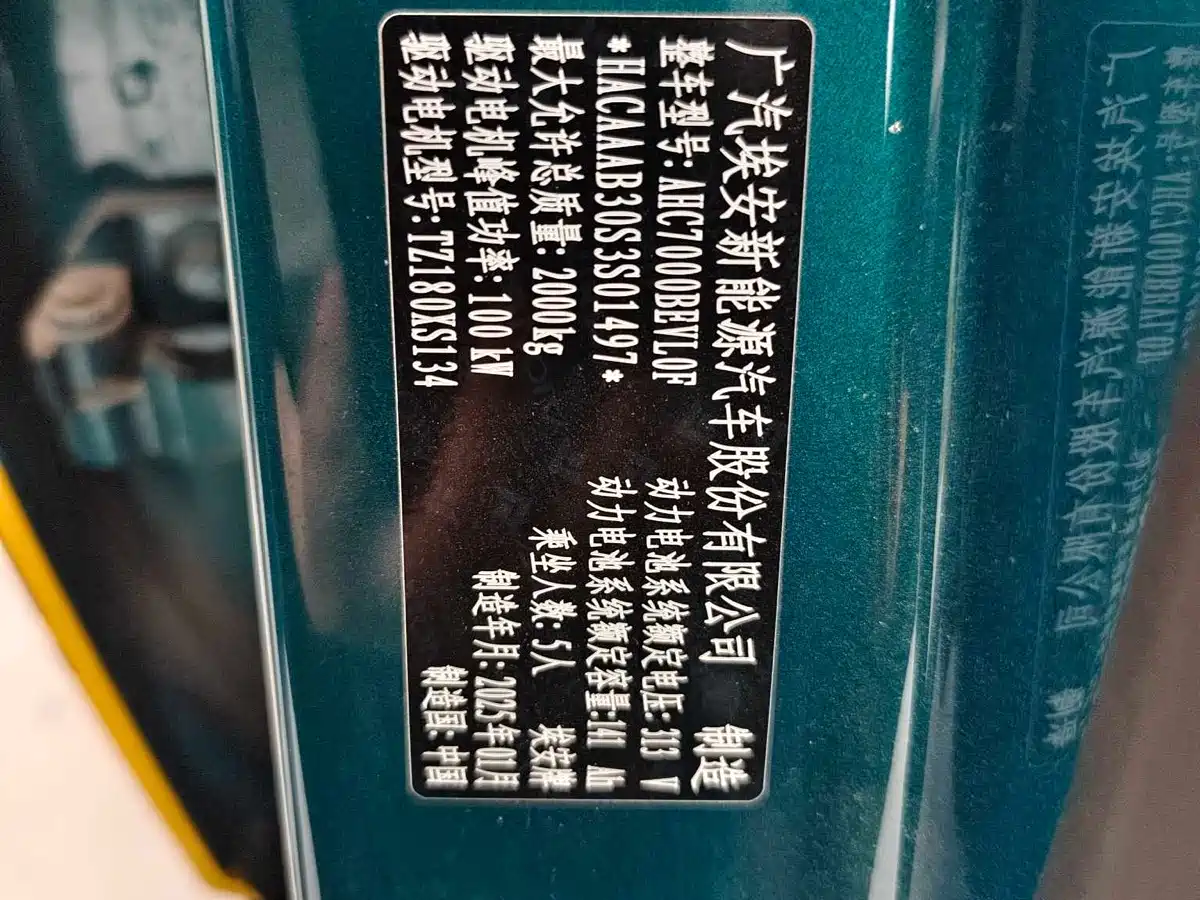 广汽埃安新能源汽车股份有限公司 制造
整车型号:AHC7000BEVL0F 动力电池系统额定电压:313 V
*HACAAAB30S3S01497* 动力电池系统额定容量:141 Ah
最大允许总质量:2000kg 乘坐人数:5人 埃安牌
驱动电机峰值功率:100kW 制造年月:2025年01月
驱动电机型号:TZ180XS134 制造国:中国